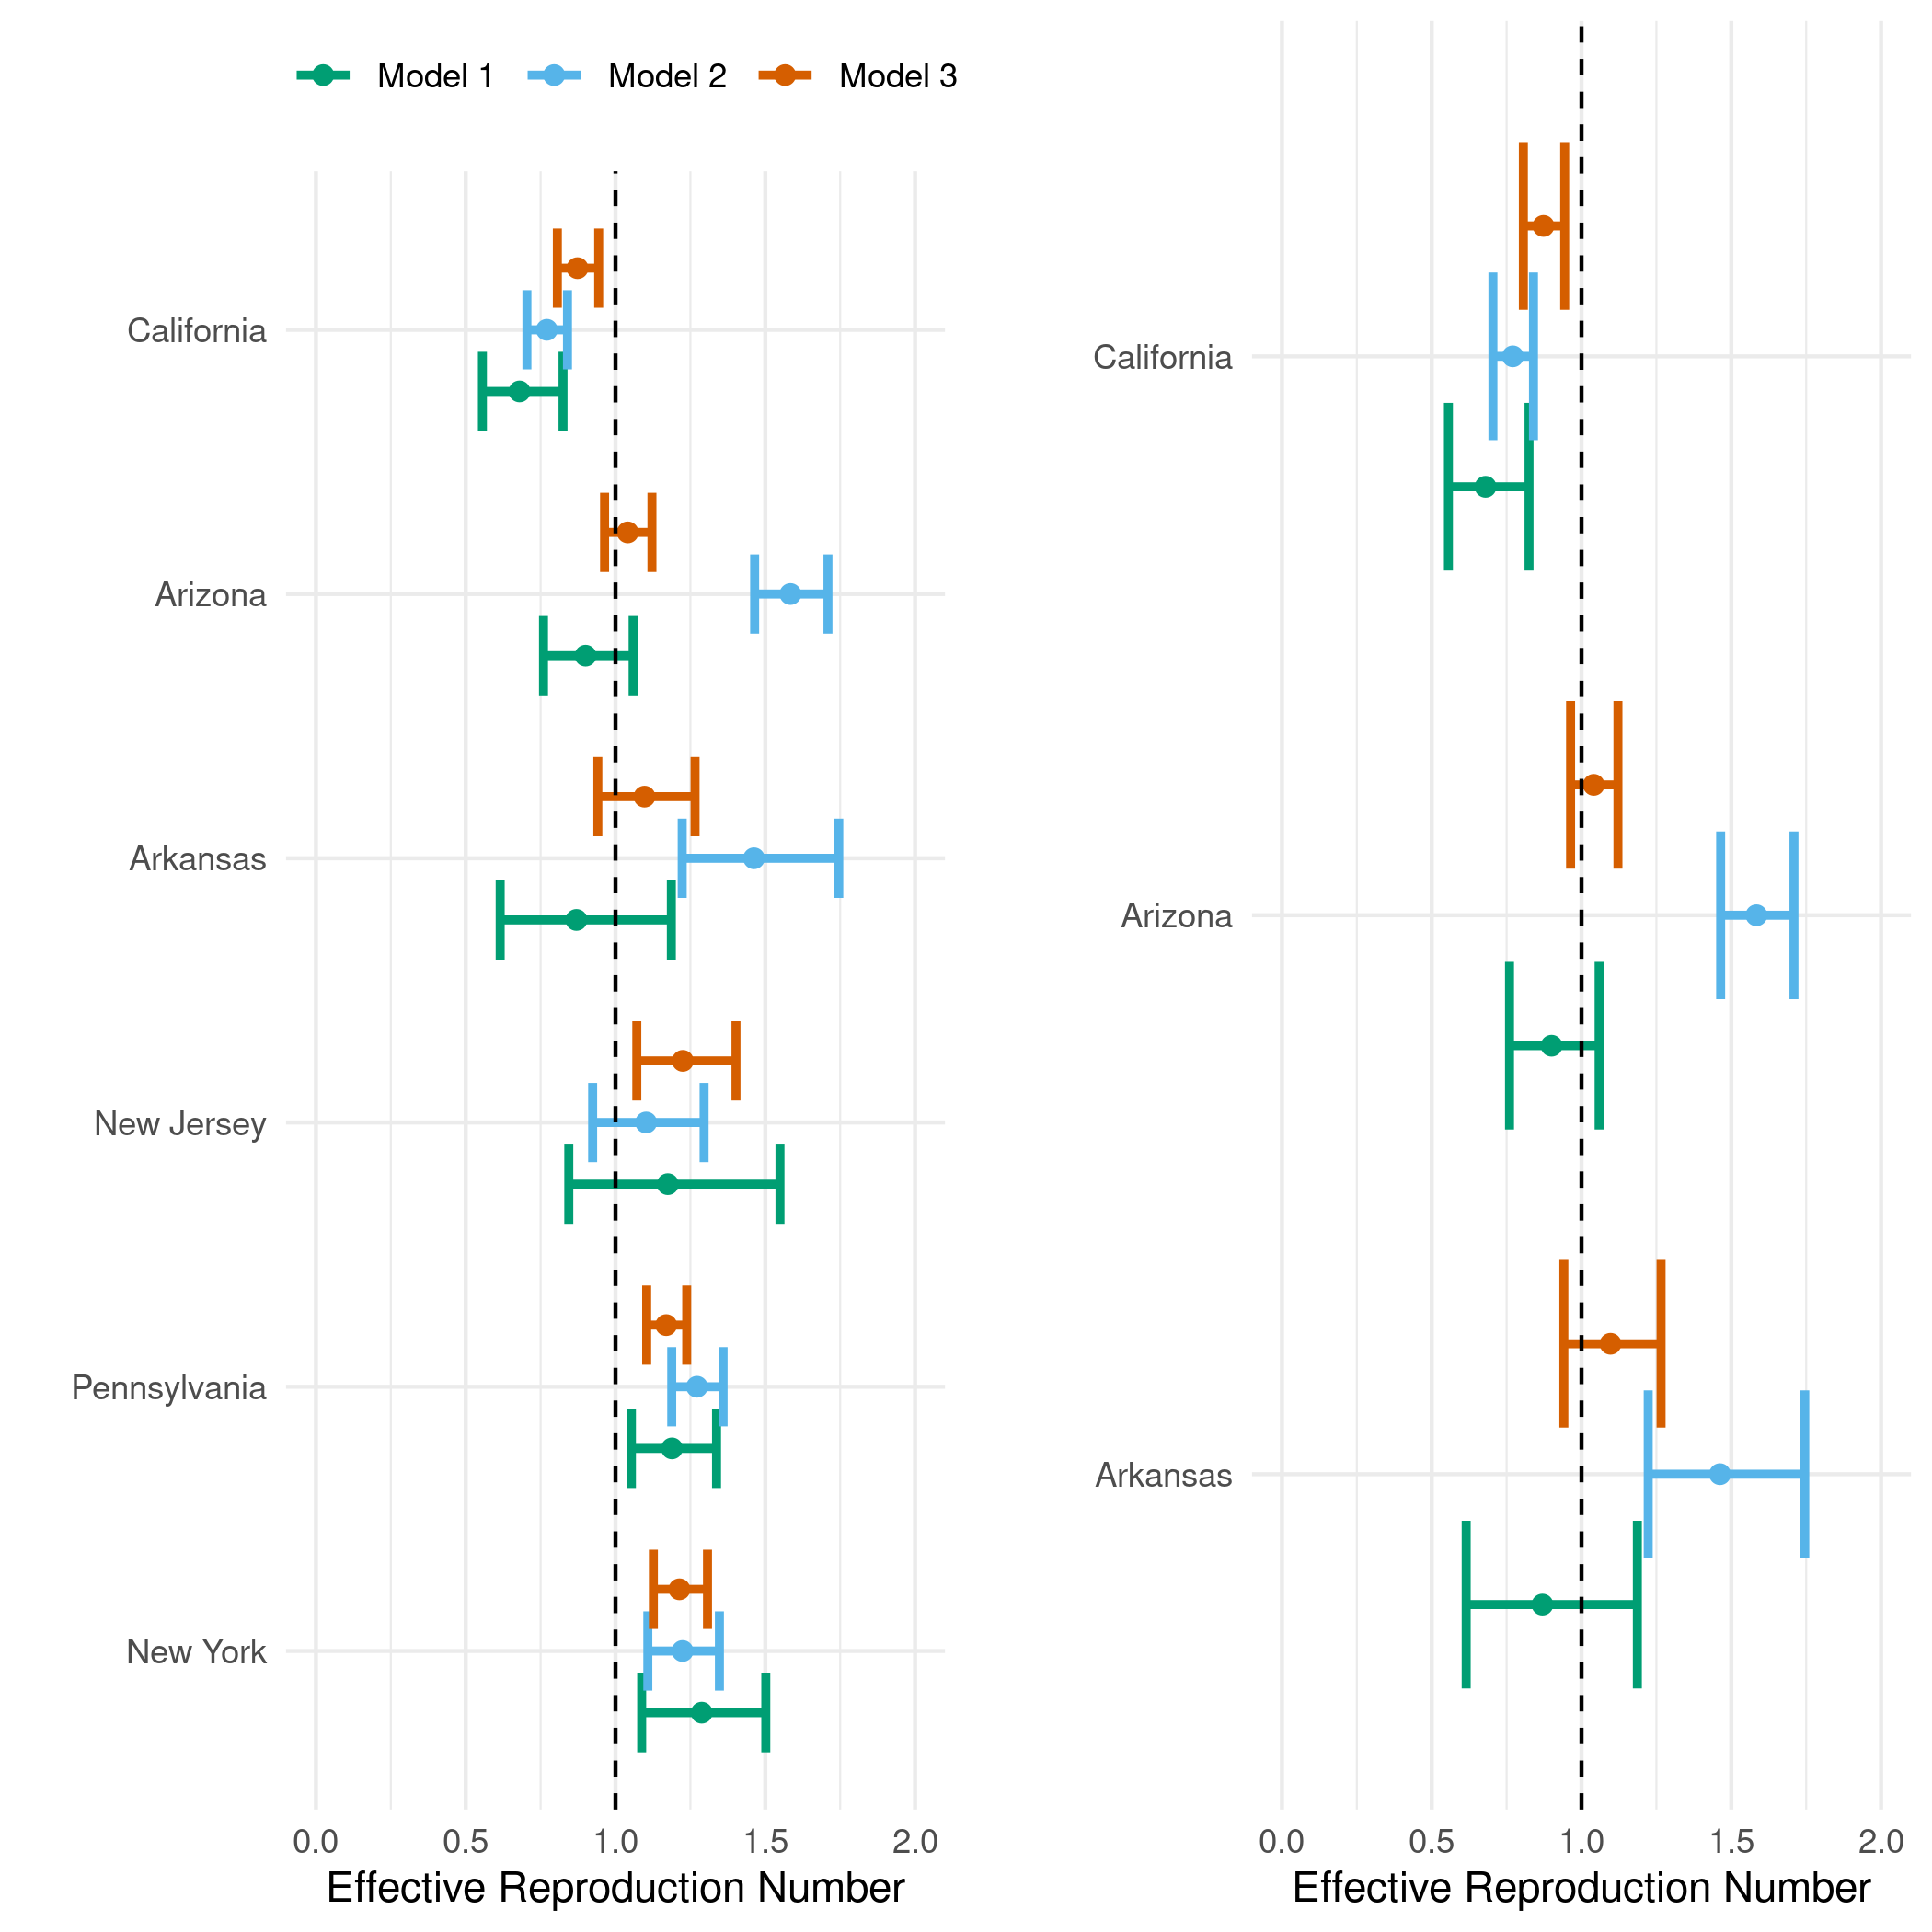 Model 1 Model 2 Model 3
California
Arizona
Arkansas
New Jersey
Pennsylvania
New York
0.0 0.5 1.0 1.5 2.0
Effective Reproduction Number
California
Arizona
Arkansas
0.0 0.5 1.0 1.5 2.0
Effective Reproduction Number